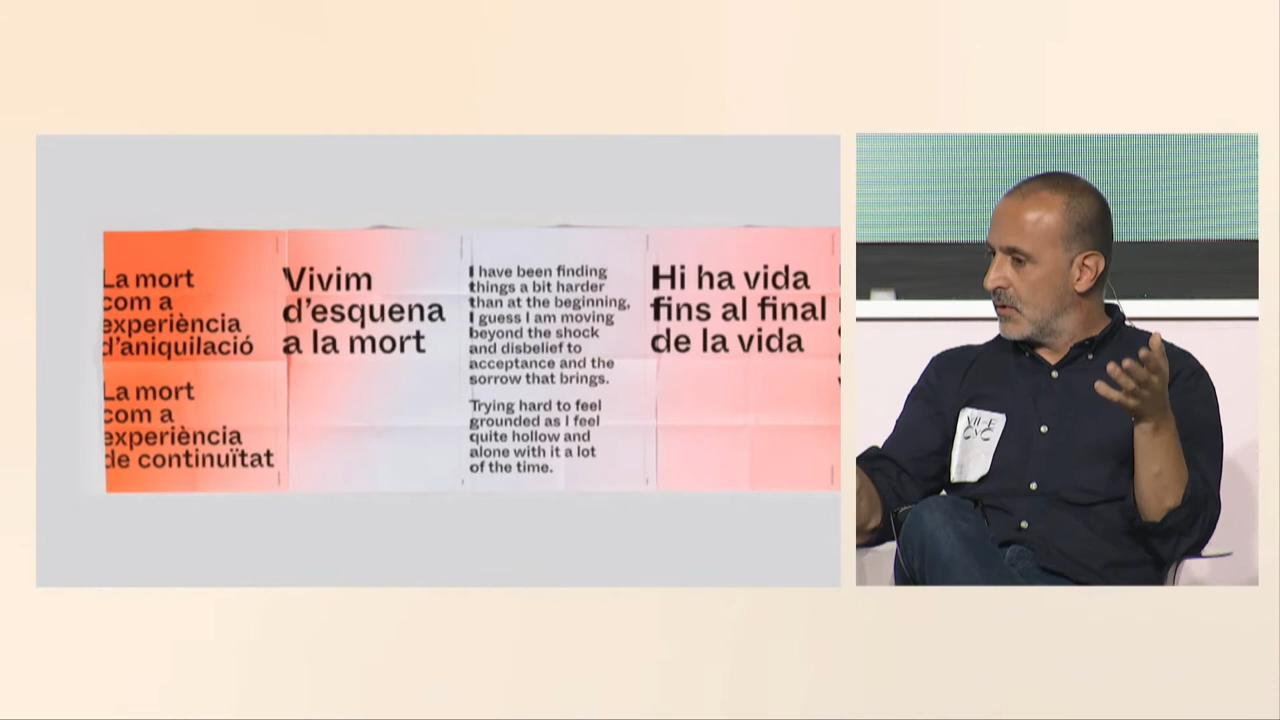 La mort
com a
experiència
d'aniquilació
La mort
com a
experiència
de continuïtat
Vivim
d'esquena
a la mort
I have been finding
things a bit harder
than at the beginning,
I guess I am moving
beyond the shock
and disbelief to
acceptance and the
sorrow that brings.
Trying hard to feel
grounded as I feel
quite hollow and
alone with it a lot
of the time.
Hi ha vida
fins al final
de la vida